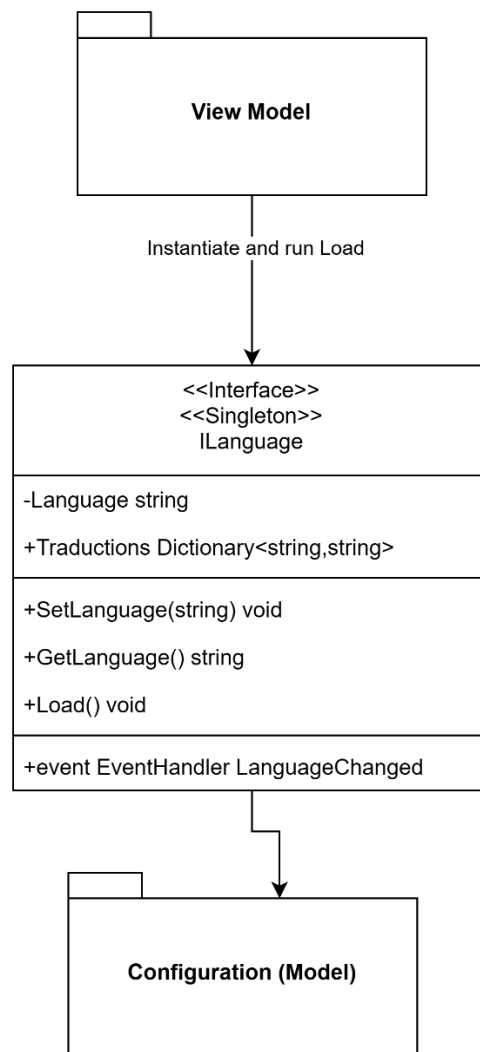 View Model
Instantiate and run Load
<<Interface>>
<<Singleton>>
ILanguage
-Language string
+Traductions Dictionary<string,string>
+SetLanguage(string) void
+GetLanguage() string
+Load() void
+event EventHandler LanguageChanged
Configuration (Model)